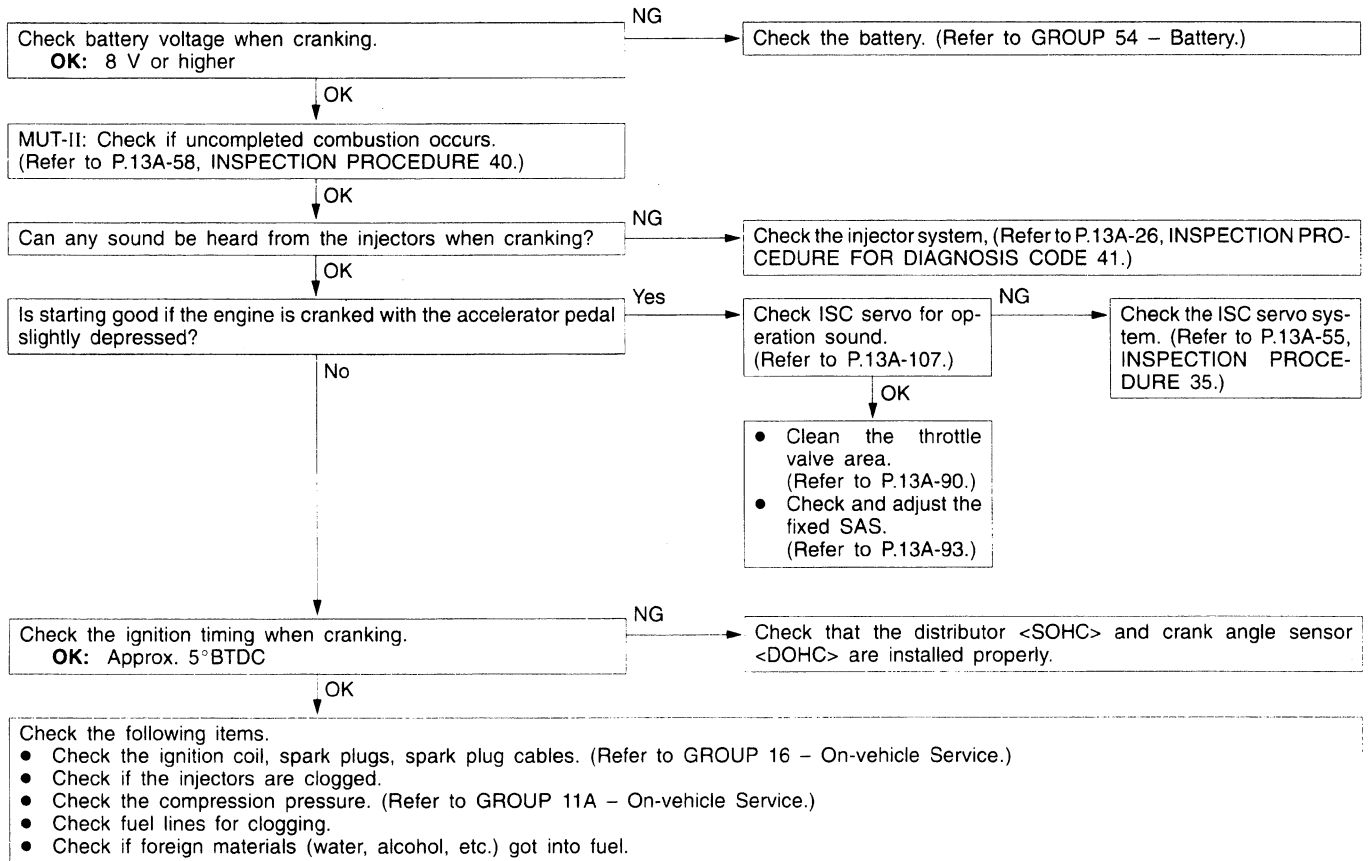 NG
Check battery voltage when cranking.
OK: 8 V or higher
Check the battery. (Refer to GROUP 54 – Battery.)
OK
MUT-II: Check if uncompleted combustion occurs.
(Refer to P.13A-58, INSPECTION PROCEDURE 40.)
OK
NG
Can any sound be heard from the injectors when cranking?
Check the injector system, (Refer to P.13A-26, INSPECTION PRO-
CEDURE FOR DIAGNOSIS CODE 41.)
OK
Is starting good if the engine is cranked with the accelerator pedal
slightly depressed?
Yes
Check ISC servo for op-
eration sound.
(Refer to P.13A-107.)
NG
Check the ISC servo sys-
tem. (Refer to P.13A-55,
INSPECTION PROCE-
DURE 35.)
No
OK
● Clean the throttle
valve area.
(Refer to P.13A-90.)
● Check and adjust the
fixed SAS.
(Refer to P.13A-93.)
NG
Check the ignition timing when cranking.
OK: Approx. 5°BTDC
Check that the distributor <SOHC> and crank angle sensor
<DOHC> are installed properly.
OK
Check the following items.
● Check the ignition coil, spark plugs, spark plug cables. (Refer to GROUP 16 – On-vehicle Service.)
● Check if the injectors are clogged.
● Check the compression pressure. (Refer to GROUP 11A – On-vehicle Service.)
● Check fuel lines for clogging.
● Check if foreign materials (water, alcohol, etc.) got into fuel.